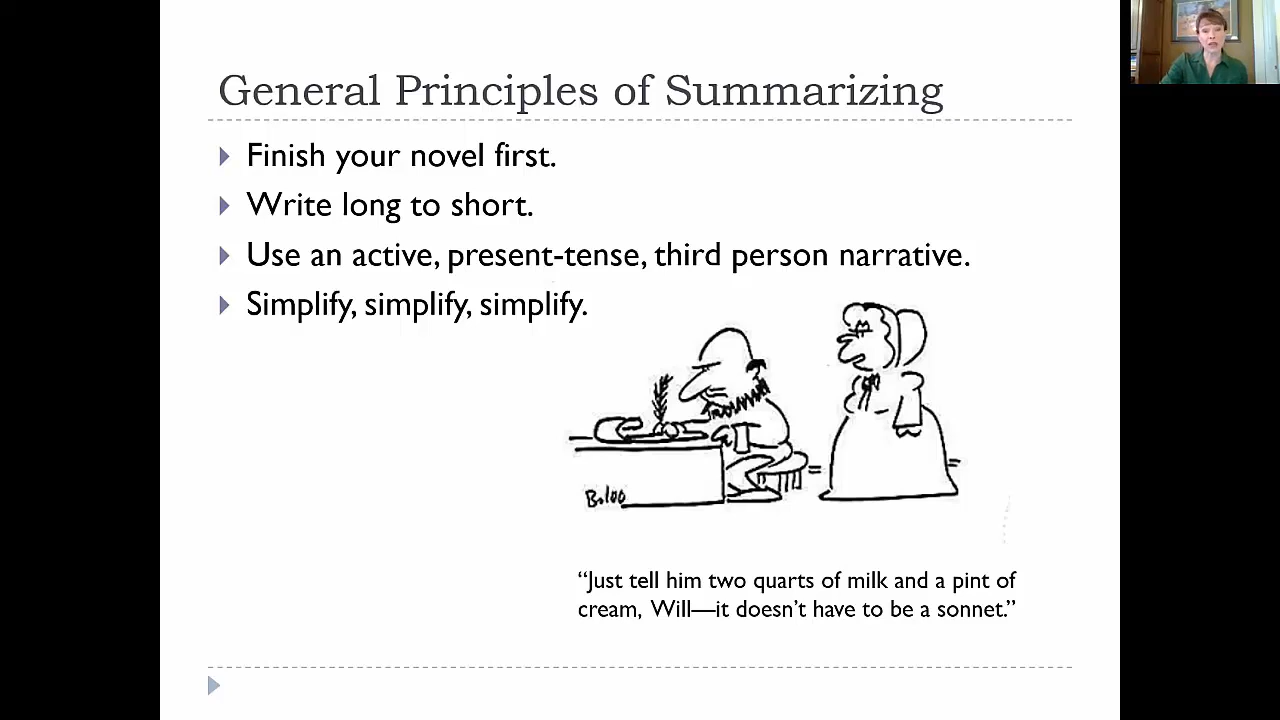 General Principles of Summarizing
Finish your novel first.
Write long to short.
Use an active, present-tense, third person narrative.
Simplify, simplify, simplify.
“Just tell him two quarts of milk and a pint of
cream, Will—it doesn’t have to be a sonnet.”